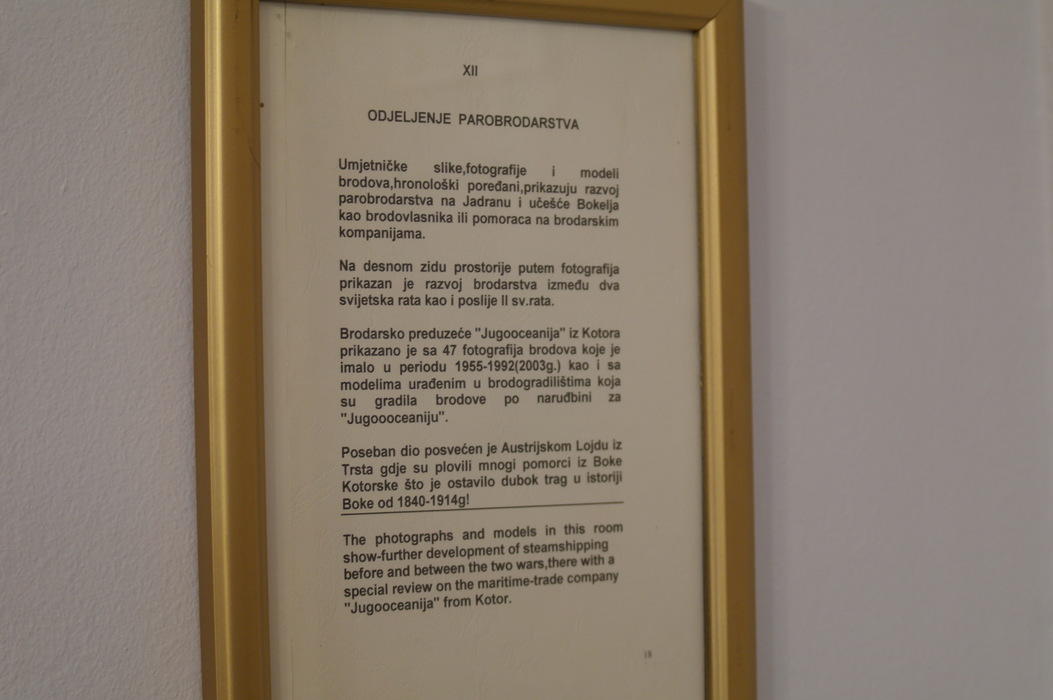 XII
ODJELJENJE PAROBRODARSTVA
Umjetničke slike,fotografije i modeli
brodova,hronološki poređani,prikazuju razvoj
parobrodarstva na Jadranu i učešće Bokelja
kao brodovlasnika ili pomoraca na brodarskim
kompanijama.
Na desnom zidu prostorije putem fotografija
prikazan je razvoj brodarstva između dva
svijetska rata kao i poslije II sv.rata.
Brodarsko preduzeće "Jugooceanija" iz Kotora
prikazano je sa 47 fotografija brodova koje je
imalo u periodu 1955-1992(2003g.) kao i sa
modelima urađenim u brodogradilištima koja
su gradila brodove po naruđbini za
"Jugoooceaniju".
Poseban dio posvećen je Austrijskom Lojdu iz
Trsta gdje su plovili mnogi pomorci iz Boke
Kotorske što je ostavilo dubok trag u istoriji
Boke od 1840-1914g!
The photographs and models in this room
show-further development of steamshipping
before and between the two wars,there with a
special review on the maritime-trade company
"Jugooceanija" from Kotor.